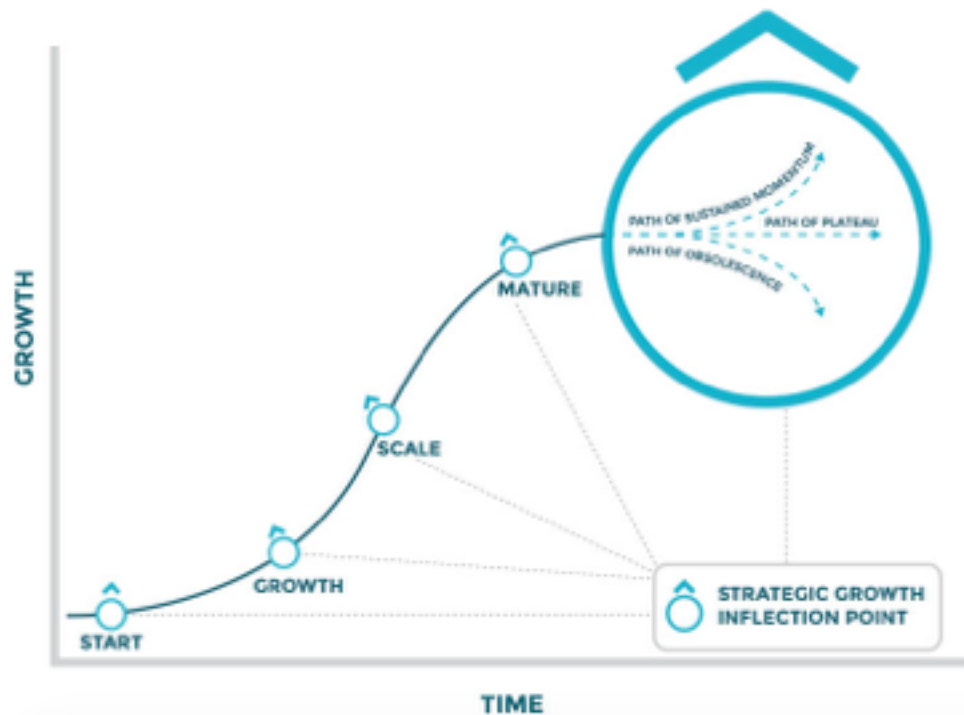 PATH OF SUSTAINED MOMENTUM
PATH OF PLATEAU
PATH OF OBSOLESCENCE
MATURE
GROWTH
SCALE
GROWTH
START
STRATEGIC GROWTH
INFLECTION POINT
TIME